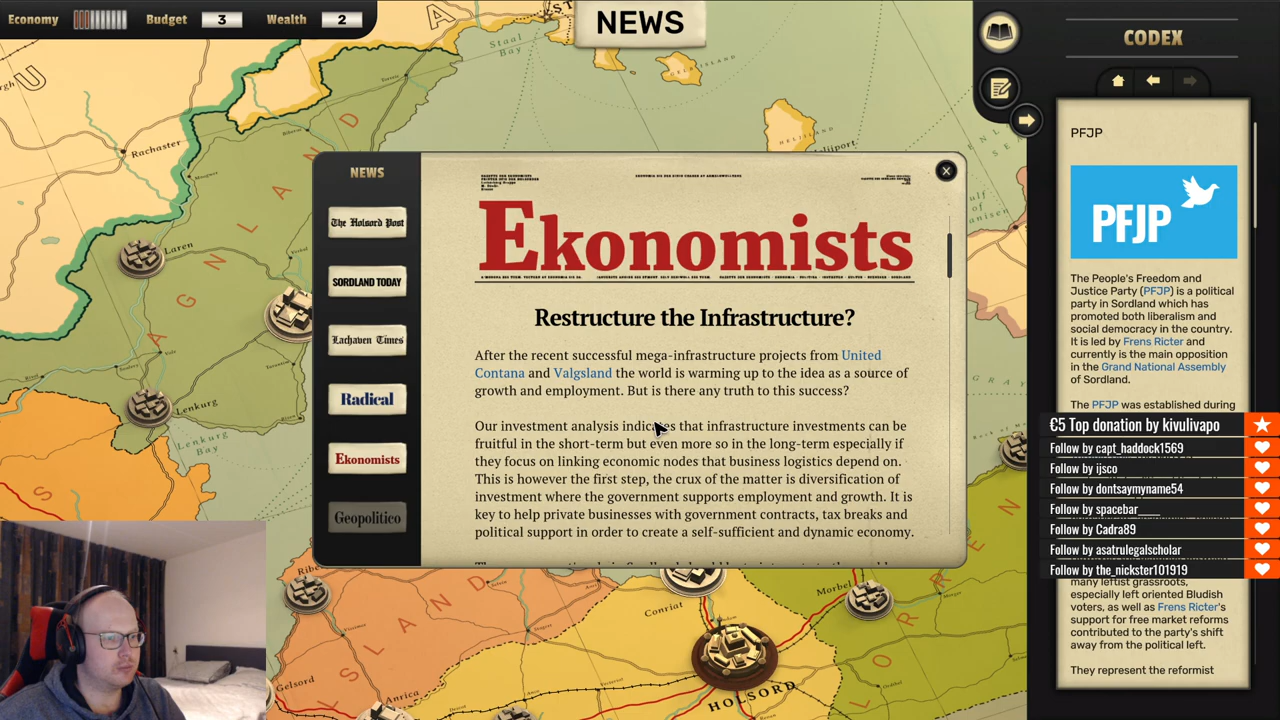 Economy
Budget 3
Wealth 2
NEWS
CODEX
Staal
Bay
Rachaster
Laren
Lenkurg
Lenkurg
Bay
NEWS
The Holsord Post
SORDLAND TODAY
Lachaven Times
Radical
Ekonomists
Geopolitico
Ekonomists
Restructure the Infrastructure?
After the recent successful mega-infrastructure projects from United
Contana and Valgsland the world is warming up to the idea as a source of
growth and employment. But is there any truth to this success?
Our investment analysis indicates that infrastructure investments can be
fruitful in the short-term but even more so in the long-term especially if
they focus on linking economic nodes that business logistics depend on.
This is however the first step, the crux of the matter is diversification of
investment where the government supports employment and growth. It is
key to help private businesses with government contracts, tax breaks and
political support in order to create a self-sufficient and dynamic economy.
Conriat
Morbel
Gelsord
Anrica
HOLSORD
PFJP
PFJP
The People's Freedom and
Justice Party (PFJP) is a political
party in Sordland which has
promoted both liberalism and
social democracy in the country.
It is led by Frens Ricter and
currently is the main opposition
in the Grand National Assembly
of Sordland.
The PFJP was established during
€5 Top donation by kivulivapo
Follow by capt_haddock1569
Follow by ijsco
Follow by dontsaymyname54
Follow by spacebar____
Follow by Cadra89
Follow by asatrulegalscholar
Follow by the_nickster101919
many leftist grassroots,
especially left oriented Bludish
voters, as well as Frens Ricter's
support for free market reforms
contributed to the party's shift
away from the political left.
They represent the reformist